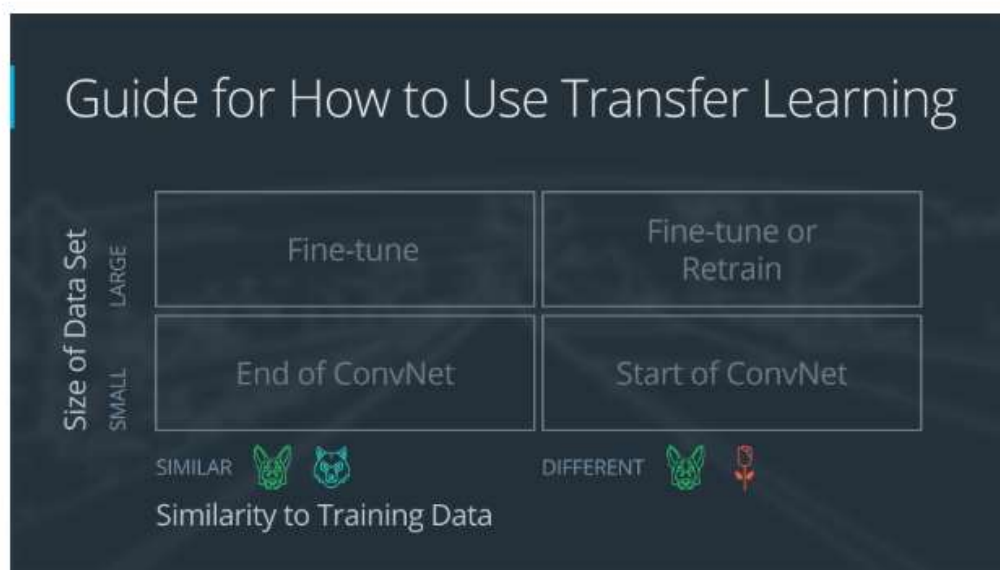 Guide for How to Use Transfer Learning
Size of Data Set
LARGE
Fine-tune
Fine-tune or
Retrain
SMALL
End of ConvNet
Start of ConvNet
SIMILAR
DIFFERENT
Similarity to Training Data